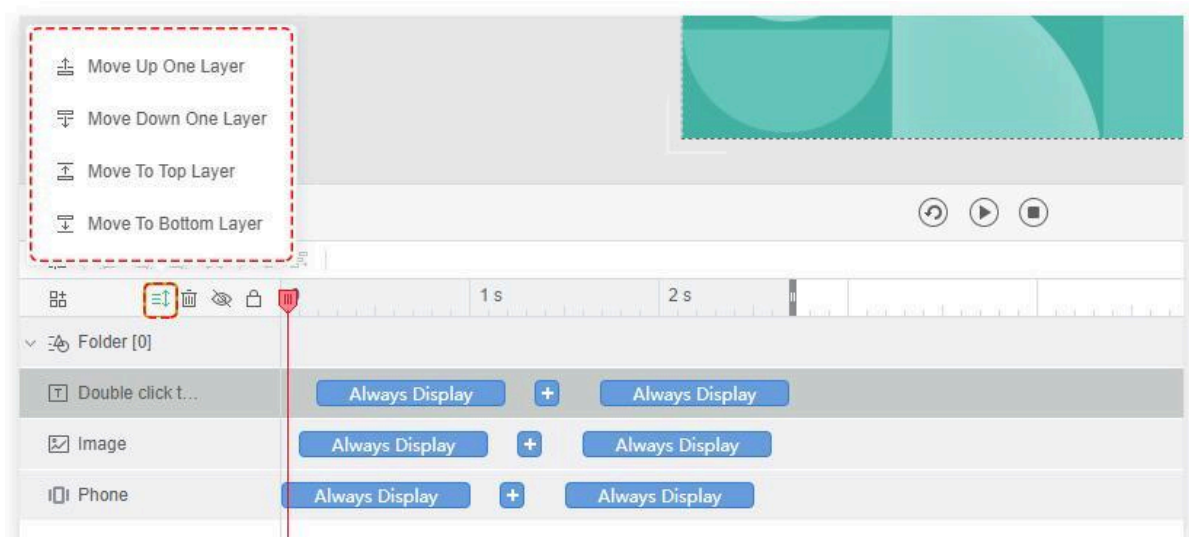 Move Up One Layer
Move Down One Layer
Move To Top Layer
Move To Bottom Layer
1 s
2 s
Folder [0]
Double click t...
Always Display + Always Display
Image
Always Display + Always Display
Phone
Always Display + Always Display